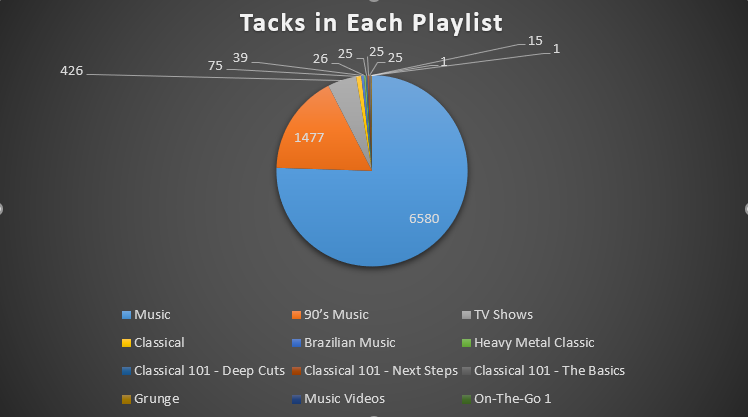 Tacks in Each Playlist
426
75
39
26
25
25
25
1
15
1
1477
6580
Music 90's Music TV Shows
Classical Brazilian Music Heavy Metal Classic
Classical 101 - Deep Cuts Classical 101 - Next Steps Classical 101 - The Basics
Grunge Music Videos On-The-Go 1